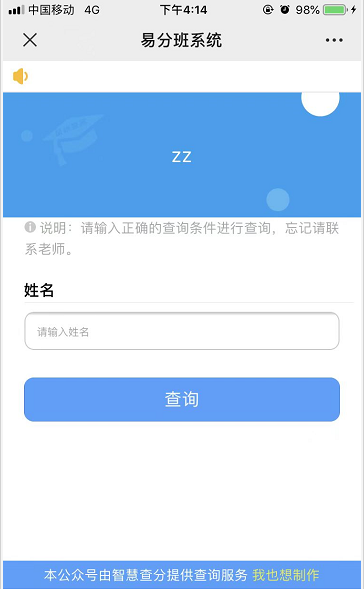 中国移动 4G 下午4:14 98%
易分班系统
zz
说明：请输入正确的查询条件进行查询，忘记请联
系老师。
姓名
请输入姓名
查询
本公众号由智慧查分提供查询服务 我也想制作